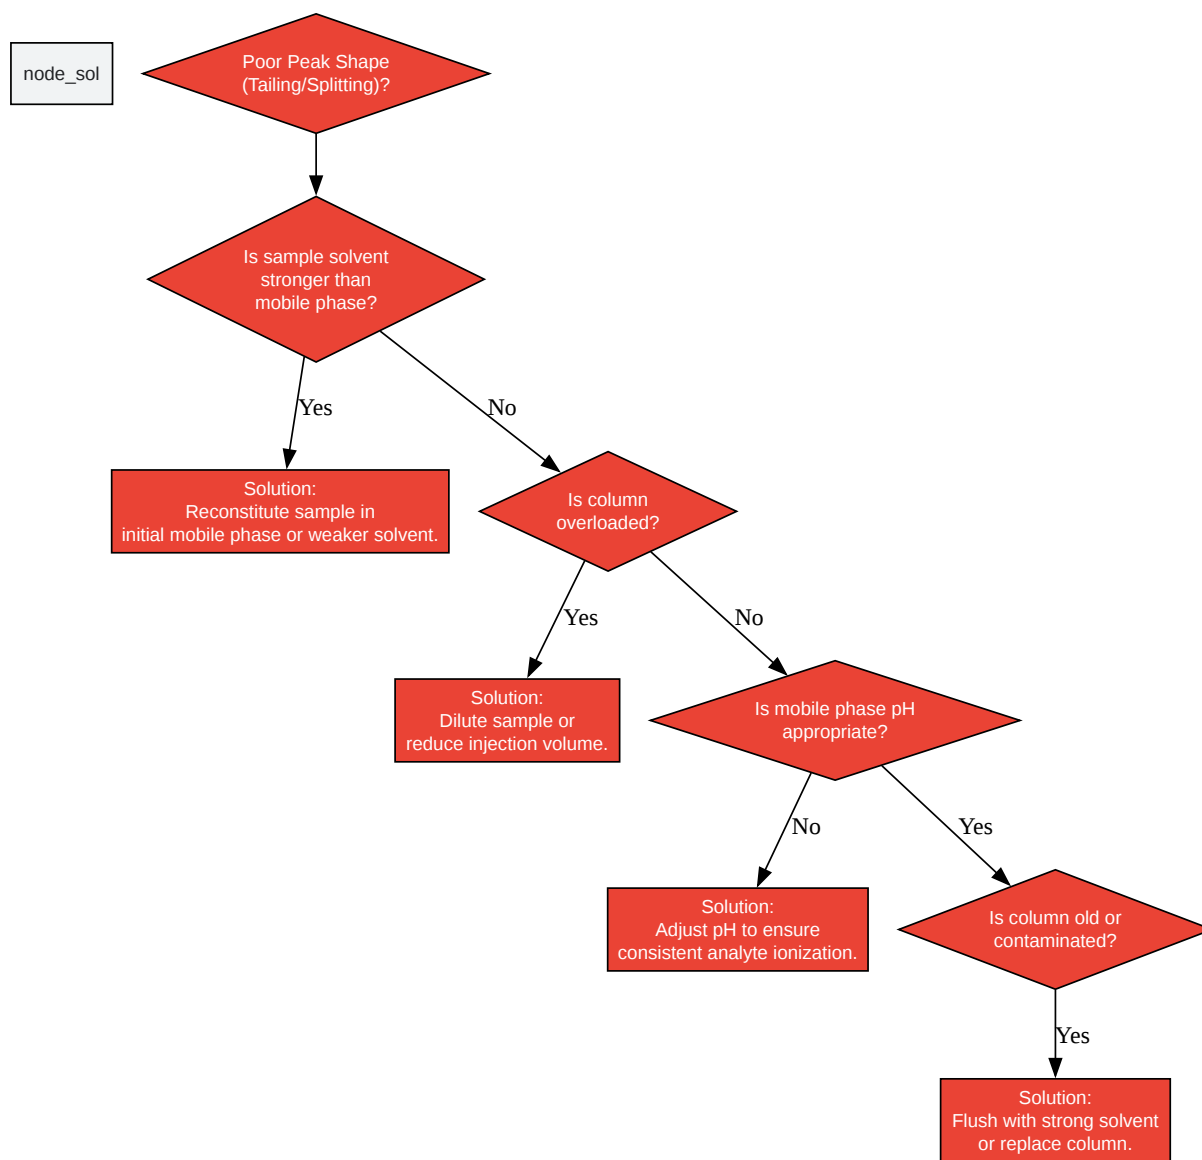 node_sol
Poor Peak Shape
(Tailing/Splitting)?
Is sample solvent
stronger than
mobile phase?
Yes
No
Solution:
Reconstitute sample in
initial mobile phase or weaker solvent.
Is column
overloaded?
Yes
No
Solution:
Dilute sample or
reduce injection volume.
Is mobile phase pH
appropriate?
No
Yes
Solution:
Adjust pH to ensure
consistent analyte ionization.
Is column old or
contaminated?
Yes
Solution:
Flush with strong solvent
or replace column.